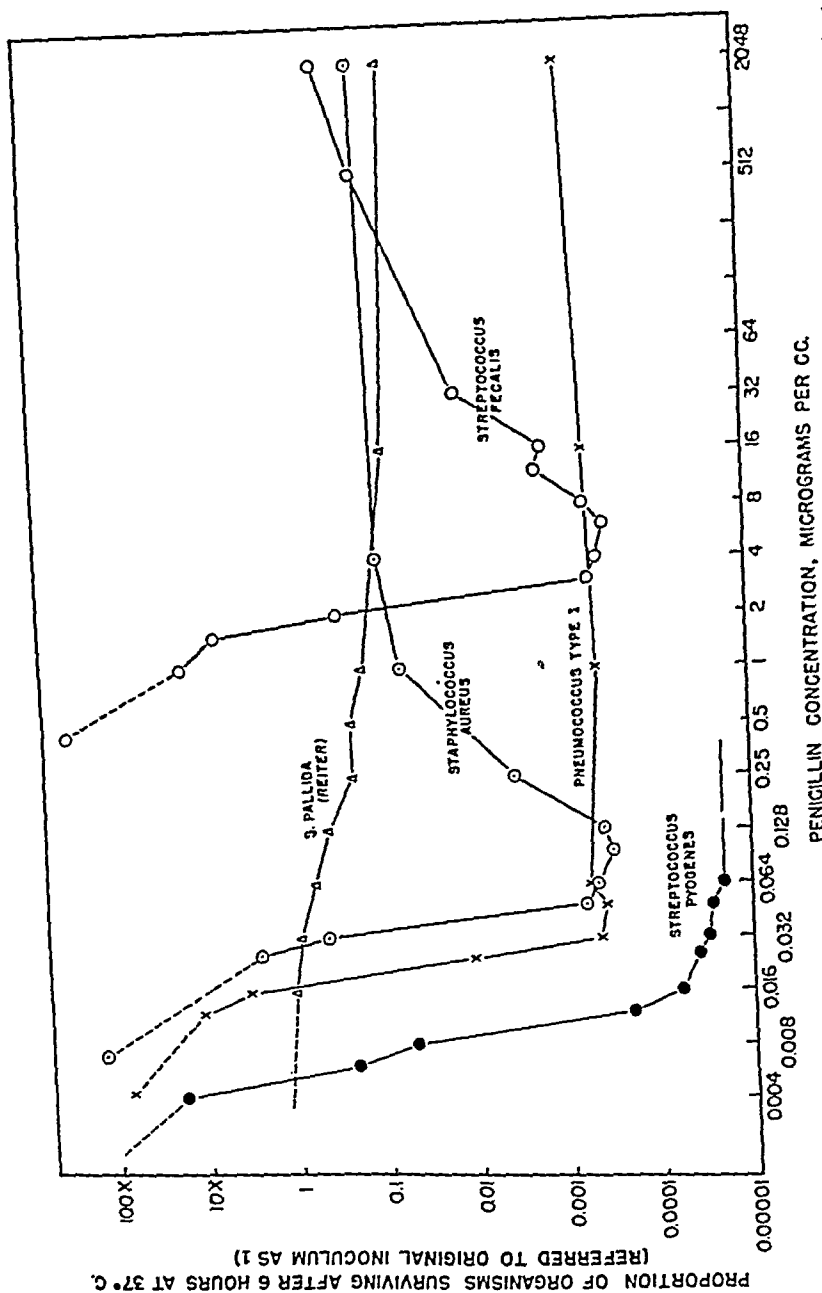 PROPORTION OF ORGANISMS SURVIVING AFTER 6 HOURS AT 37°C.
(REFERRED TO ORIGINAL INOCULUM AS 1)
100X
10X
1
0.1
0.01
0.001
0.0001
0.00001
S. PALLIDA
(REITER)
STAPHYLOCOCCUS
AUREUS
STREPTOCOCCUS
FECALIS
PNEUMOCOCCUS TYPE I
STREPTOCOCCUS
PYOGENES
0.004
0.008
0.016
0.032
0.064
0.128
0.25
0.5
1
2
4
8
16
32
64
512
2048
PENICILLIN CONCENTRATION, MICROGRAMS PER CC.